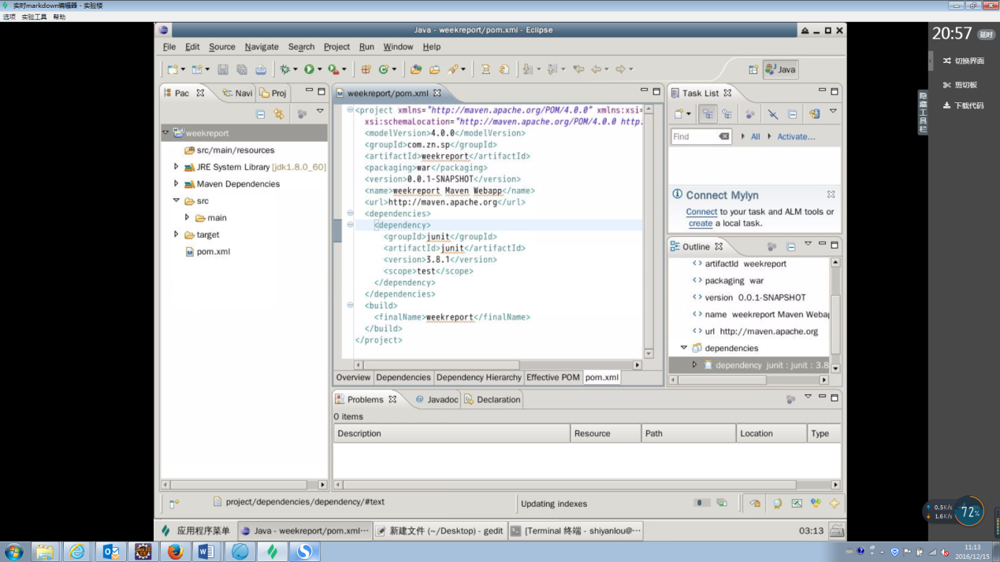 实时markdown编辑器 - 实验楼
选项 实验工具 帮助
Java - weekreport/pom.xml - Eclipse
File Edit Source Navigate Search Project Run Window Help
Java
Pac Navi Proj
weekreport
src/main/resources
JRE System Library [jdk1.8.0_60]
Maven Dependencies
src
main
target
pom.xml
weekreport/pom.xml
<project xmlns="http://maven.apache.org/POM/4.0.0" xmlns:xsi=
xsi:schemaLocation="http://maven.apache.org/POM/4.0.0 http.
<modelVersion>4.0.0</modelVersion>
<groupId>com.zn.sp</groupId>
<artifactId>weekreport</artifactId>
<packaging>war</packaging>
<version>0.0.1-SNAPSHOT</version>
<name>weekreport Maven Webapp</name>
<url>http://maven.apache.org</url>
<dependencies>
<dependency>
<groupId>junit</groupId>
<artifactId>junit</artifactId>
<version>3.8.1</version>
<scope>test</scope>
</dependency>
</dependencies>
<build>
<finalName>weekreport</finalName>
</build>
</project>
Overview Dependencies Dependency Hierarchy Effective POM pom.xml
Task List
Find All Activate...
Connect Mylyn
Connect to your task and ALM tools or
create a local task.
Outline
artifactId weekreport
packaging war
version 0.0.1-SNAPSHOT
name weekreport Maven Weba
url http://maven.apache.org
dependencies
dependency junit : junit : 3.8
Problems Javadoc Declaration
0 items
Description Resource Path Location Type
project/dependencies/dependency/#text
Updating indexes
应用程序菜单
Java - weekreport/pom.xml···
新建文件 (~/Desktop) - gedit
[Terminal 终端 - shiyanlou@···
03:13
20:57 延时
切换界面
剪切板
下载代码
隐藏工具栏
0.5K/s
1.6K/s
72%
11:13
2016/12/15